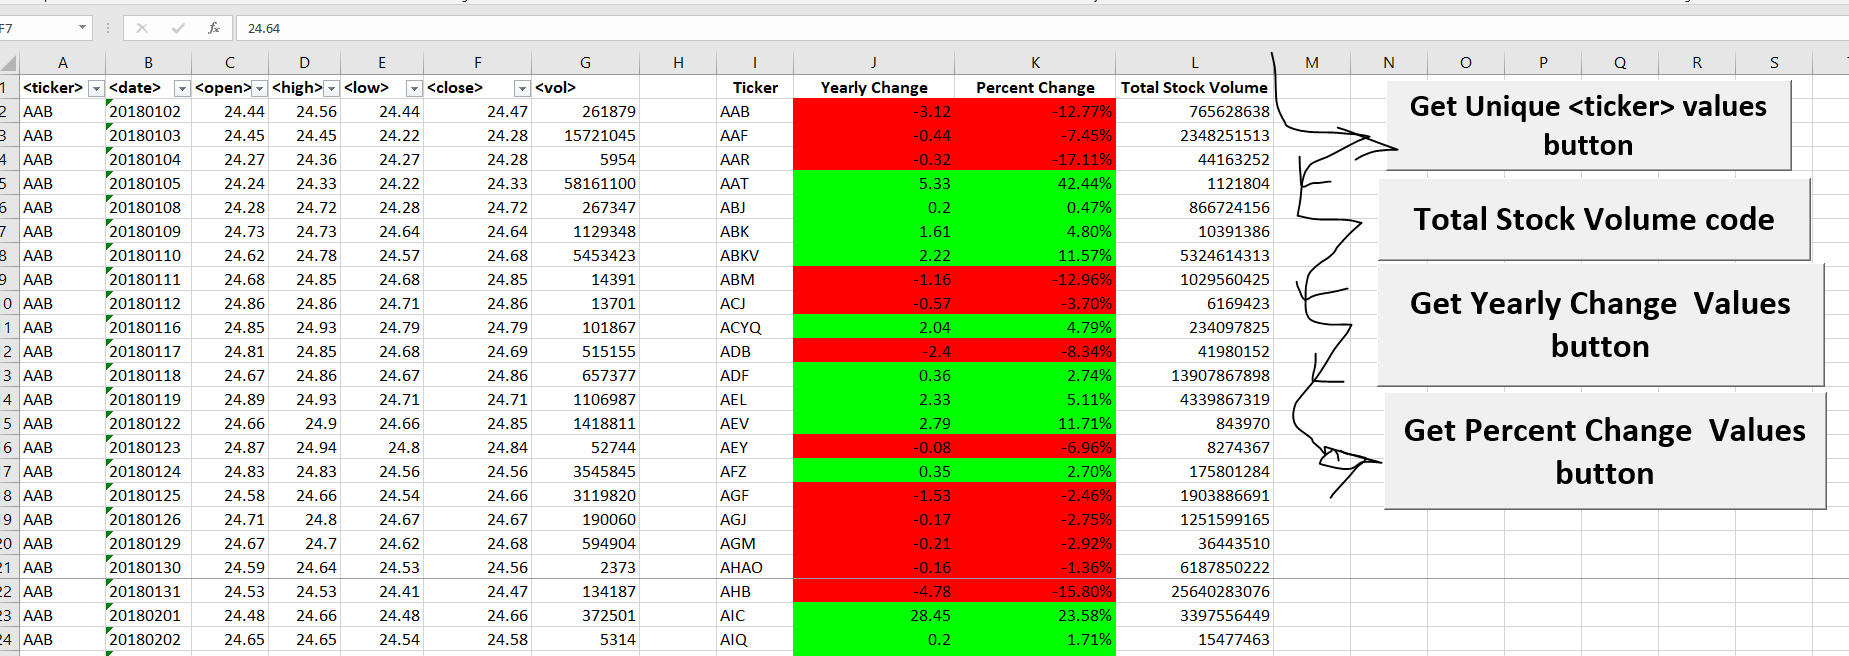 F7 fx 24.64
A B C D E F G H I J K L M N O P Q R S
1 <ticker> <date> <open> <high> <low> <close> <vol> Ticker Yearly Change Percent Change Total Stock Volume
2 AAB 20180102 24.44 24.56 24.44 24.47 261879 AAB -3.12 -12.77% 765628638
3 AAB 20180103 24.45 24.45 24.22 24.28 15721045 AAF -0.44 -7.45% 2348251513
4 AAB 20180104 24.27 24.36 24.27 24.28 5954 AAR -0.32 -17.11% 44163252
5 AAB 20180105 24.24 24.33 24.22 24.33 58161100 AAT 5.33 42.44% 1121804
6 AAB 20180108 24.28 24.72 24.28 24.72 267347 ABJ 0.2 0.47% 866724156
7 AAB 20180109 24.73 24.73 24.64 24.64 1129348 ABK 1.61 4.80% 10391386
8 AAB 20180110 24.62 24.78 24.57 24.68 5453423 ABKV 2.22 11.57% 5324614313
9 AAB 20180111 24.68 24.85 24.68 24.85 14391 ABM -1.16 -12.96% 1029560425
10 AAB 20180112 24.86 24.86 24.71 24.86 13701 ACJ -0.57 -3.70% 6169423
11 AAB 20180116 24.85 24.93 24.79 24.79 101867 ACYQ 2.04 4.79% 234097825
12 AAB 20180117 24.81 24.85 24.68 24.69 515155 ADB -2.4 -8.34% 41980152
13 AAB 20180118 24.67 24.86 24.67 24.86 657377 ADF 0.36 2.74% 13907867898
14 AAB 20180119 24.89 24.93 24.71 24.71 1106987 AEL 2.33 5.11% 4339867319
15 AAB 20180122 24.66 24.9 24.66 24.85 1418811 AEV 2.79 11.71% 843970
16 AAB 20180123 24.87 24.94 24.8 24.84 52744 AEY -0.08 -6.96% 8274367
17 AAB 20180124 24.83 24.83 24.56 24.56 3545845 AFZ 0.35 2.70% 175801284
18 AAB 20180125 24.58 24.66 24.54 24.66 3119820 AGF -1.53 -2.46% 1903886691
19 AAB 20180126 24.71 24.8 24.67 24.67 190060 AGJ -0.17 -2.75% 1251599165
20 AAB 20180129 24.67 24.7 24.62 24.68 594904 AGM -0.21 -2.92% 36443510
21 AAB 20180130 24.59 24.64 24.53 24.56 2373 AHAO -0.16 -1.36% 6187850222
22 AAB 20180131 24.53 24.53 24.41 24.47 134187 AHB -4.78 -15.80% 25640283076
23 AAB 20180201 24.48 24.66 24.48 24.66 372501 AIC 28.45 23.58% 3397556449
24 AAB 20180202 24.65 24.65 24.54 24.58 5314 AIQ 0.2 1.71% 15477463
Get Unique <ticker> values
button
Total Stock Volume code
Get Yearly Change Values
button
Get Percent Change Values
button